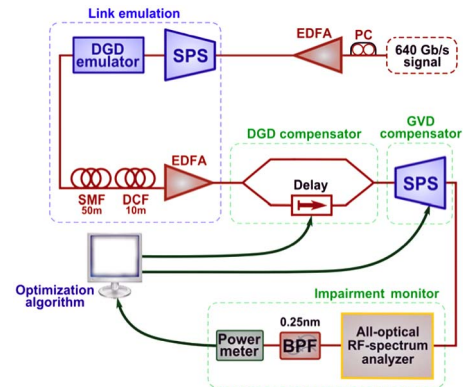 Link emulation
DGD
emulator
SPS
EDFA
PC
640 Gb/s
signal
SMF
50m
DCF
10m
EDFA
DGD compensator
Delay
GVD
compensator
SPS
Optimization
algorithm
Impairment monitor
Power
meter
0.25nm
BPF
All-optical
RF-spectrum
analyzer